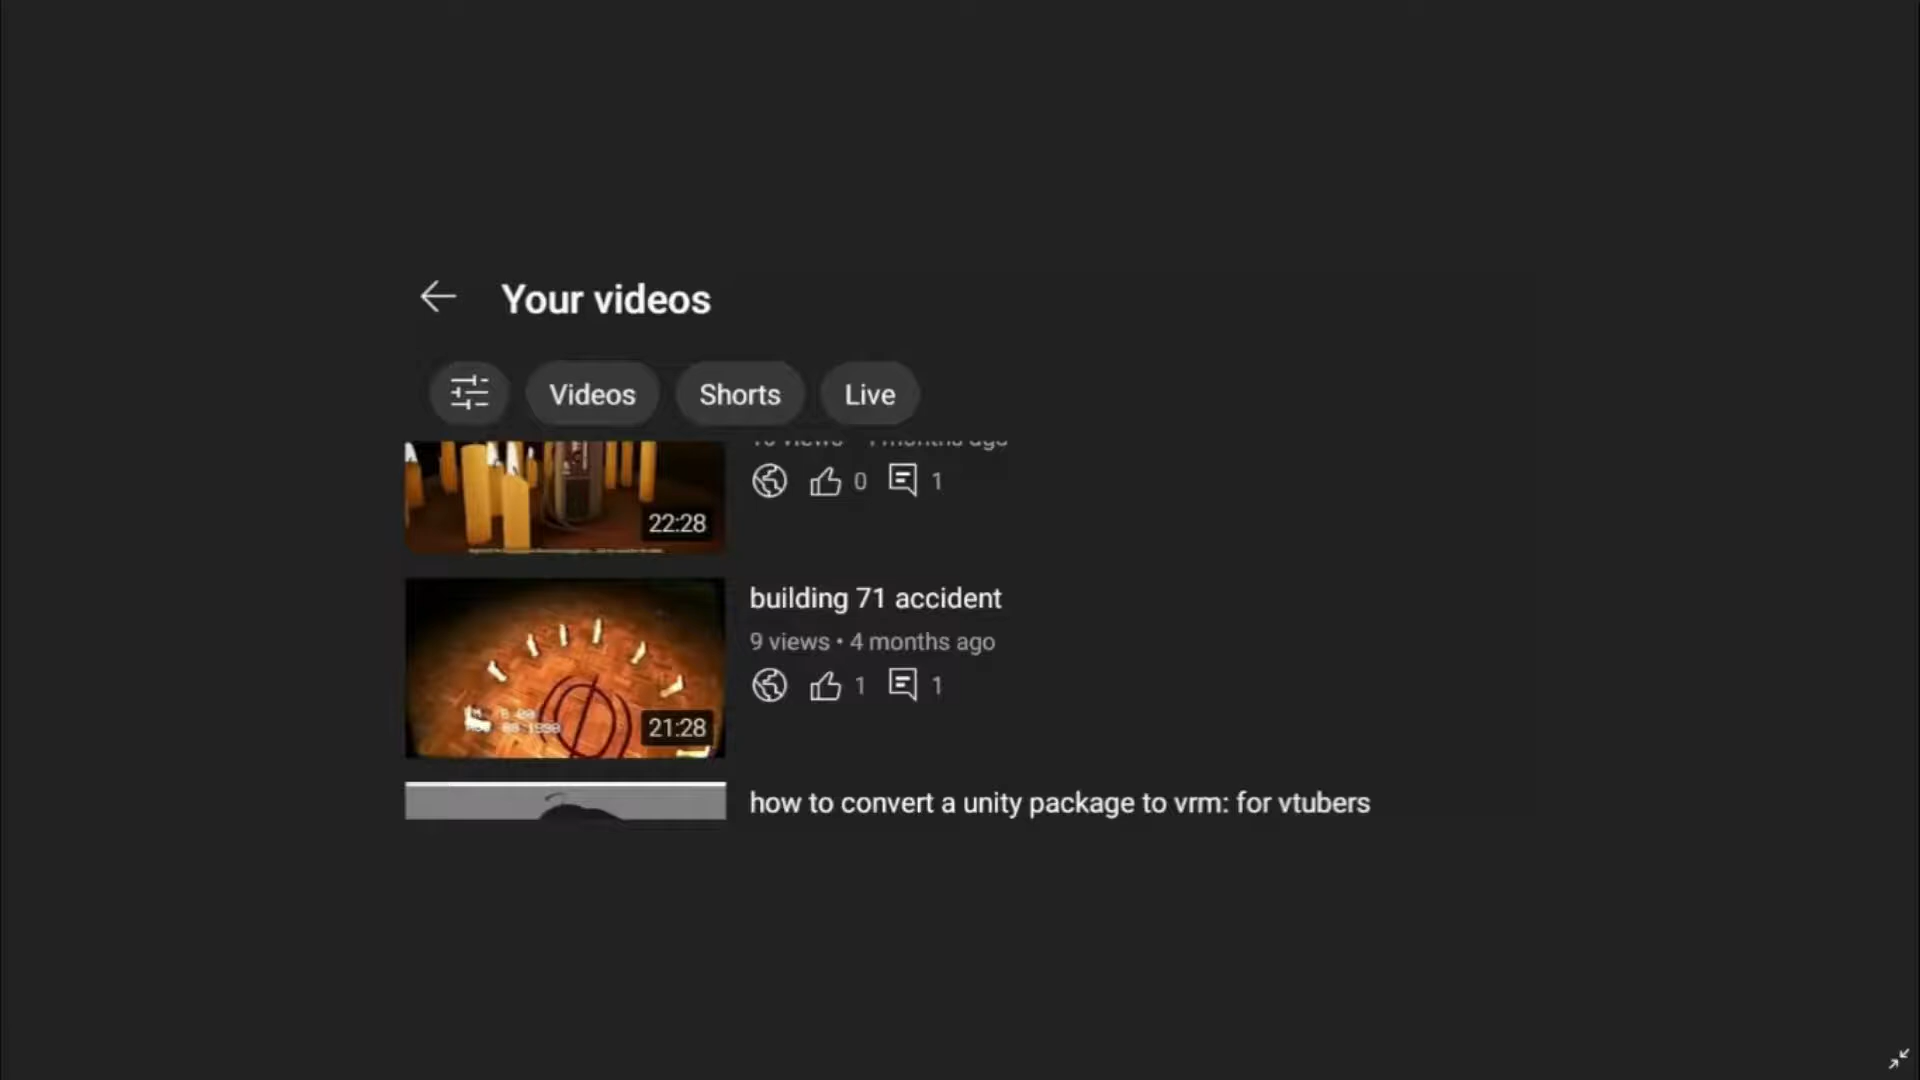 Your videos
Videos
Shorts
Live
0
1
22:28
building 71 accident
9 views • 4 months ago
1
1
21:28
how to convert a unity package to vrm: for vtubers